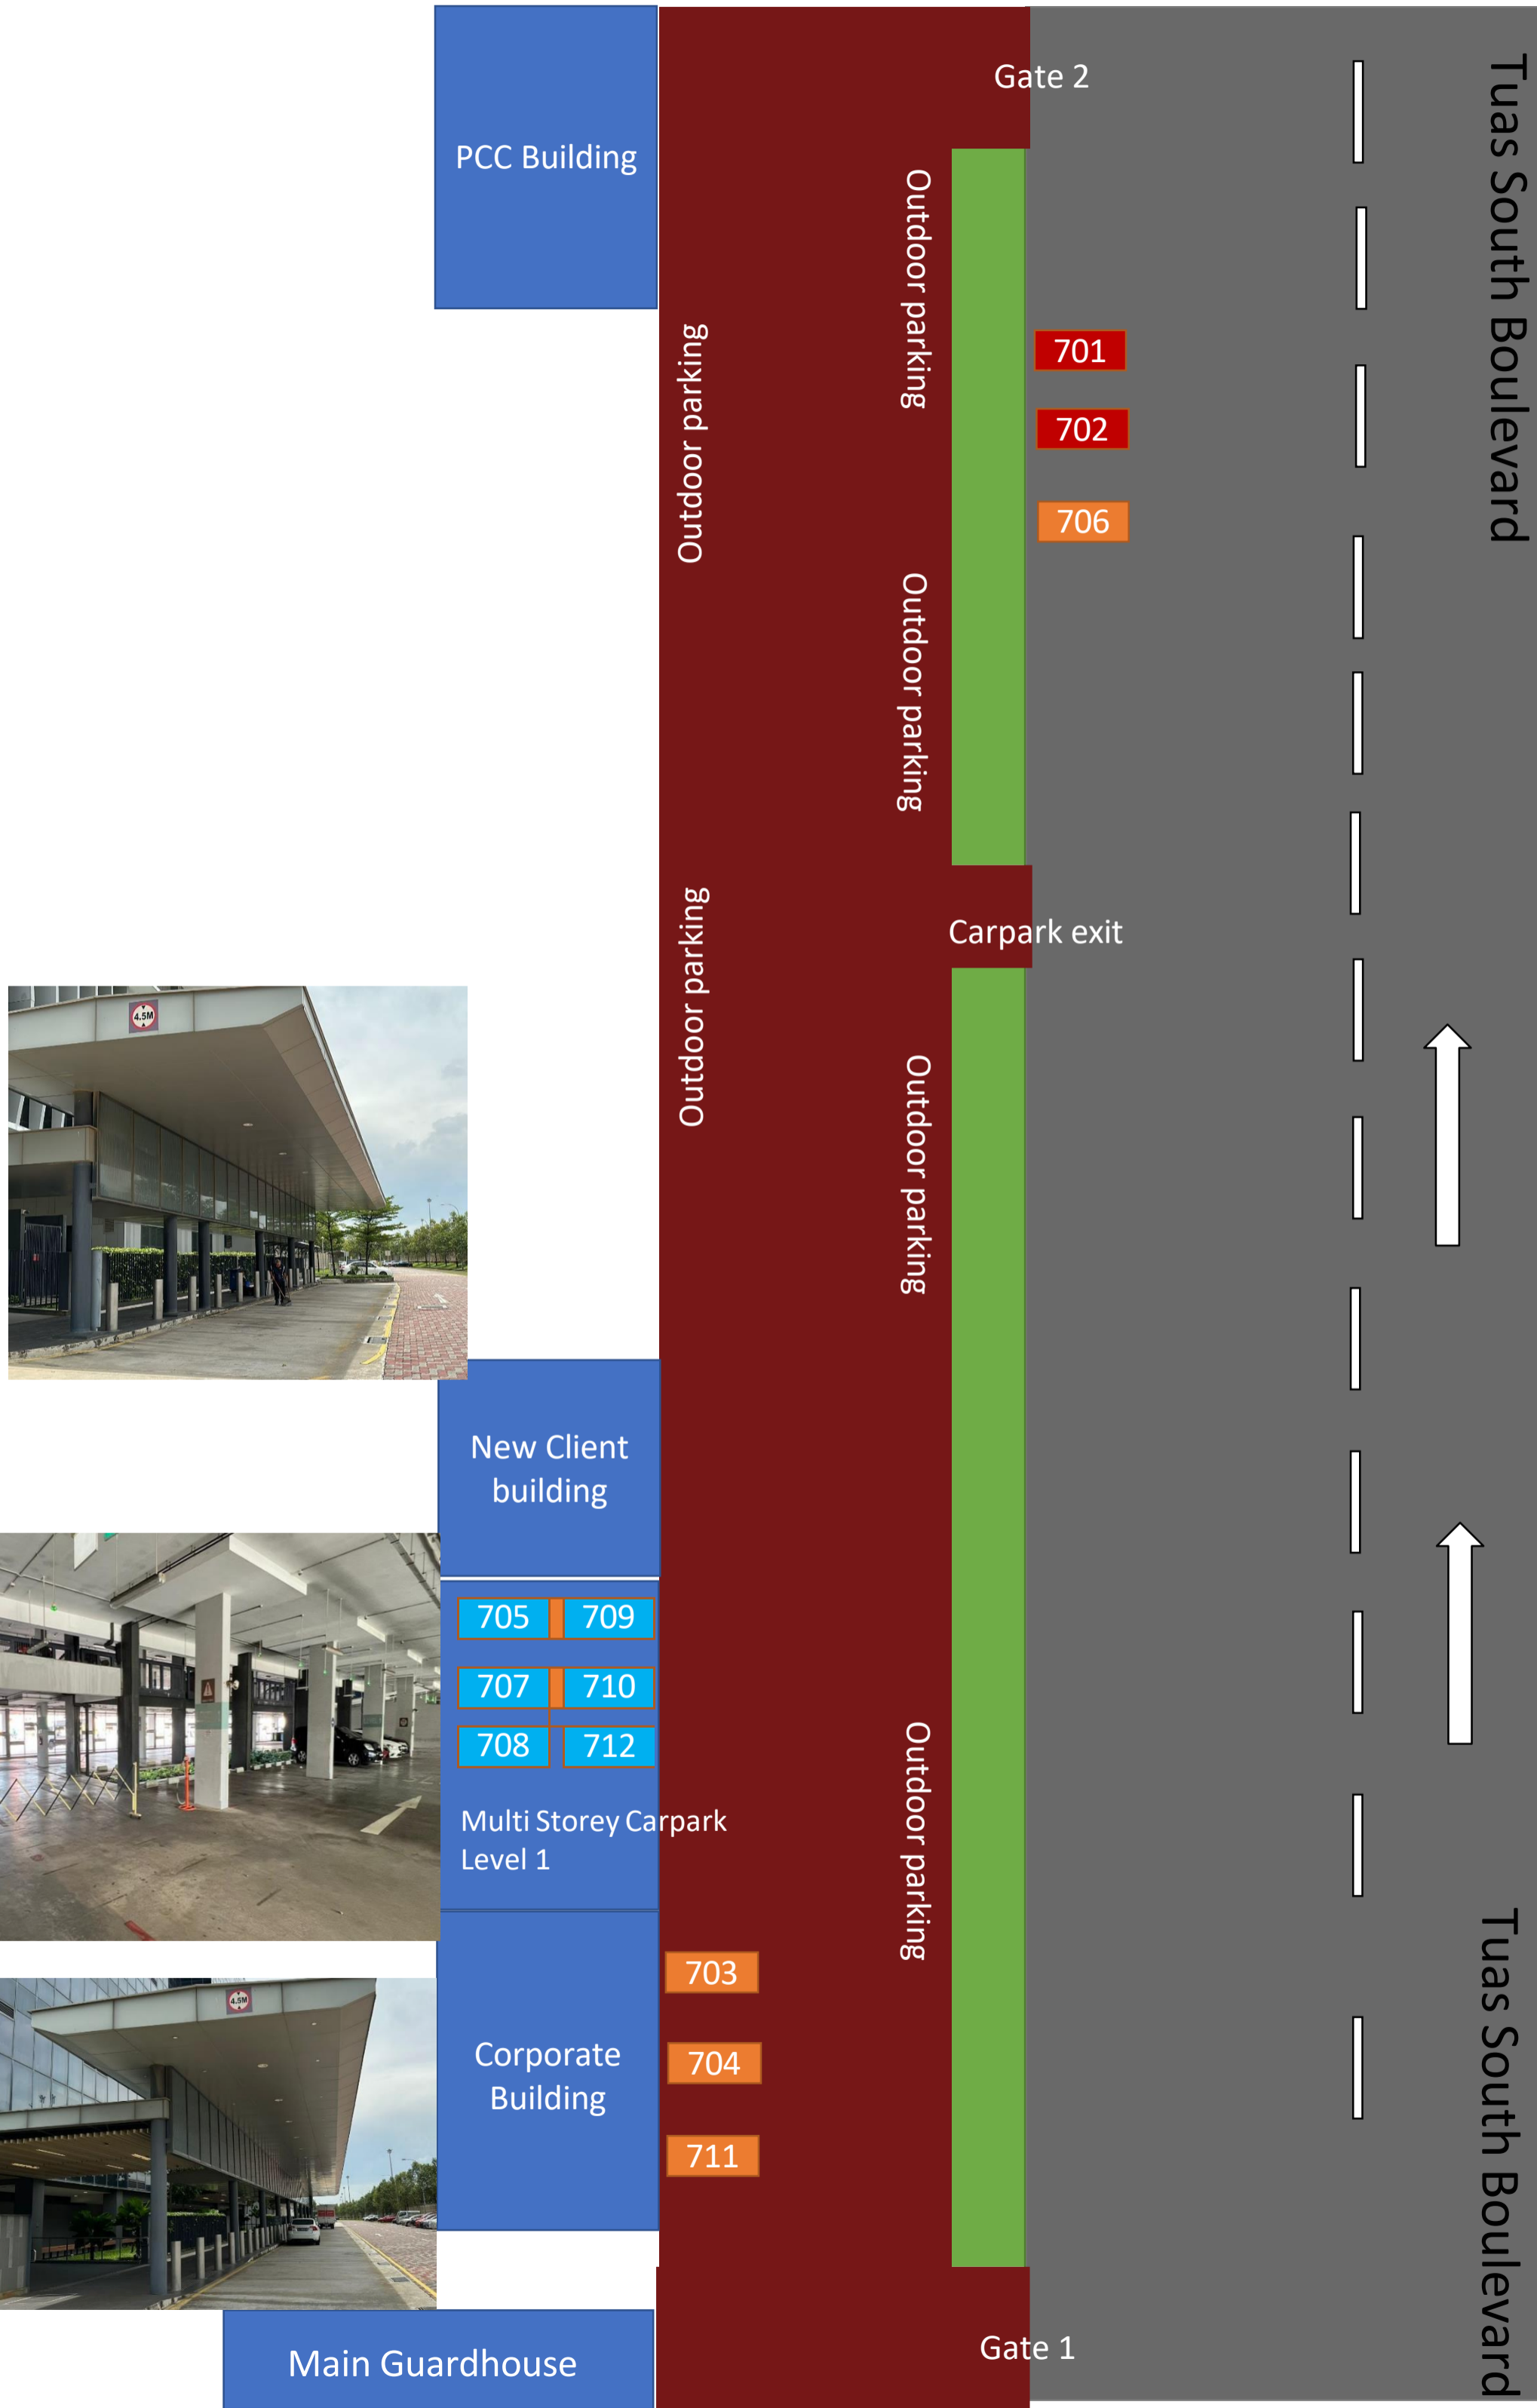 Gate 2
Tuas South Boulevard
PCC Building
Outdoor parking
Outdoor parking
701
702
706
Outdoor parking
Carpark exit
Outdoor parking
4.5M
Outdoor parking
New Client
building
705
709
707
710
708
712
Multi Storey Carpark
Level 1
Outdoor parking
Tuas South Boulevard
703
4.5M
Corporate
Building
704
711
Gate 1
Main Guardhouse